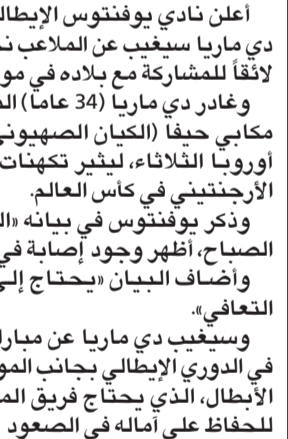 أعلن نادي يوفنتوس الإيطال
دي ماريا سيغيب عن الملاعب
لائقاً للمشاركة مع بلاده في مو
وغادر دي ماريا (34 عاما)
مكابي حيفا (الكيان الصهيوني
أوروبا الثلاثاء، ليثير تكهنات
الأرجنتيني في كأس العالم.
وذكر يوفنتوس في بيانه «ال
الصباح، أظهر وجود إصابة في
وأضاف البيان «يحتاج إلى
التعافي».
وسيغيب دي ماريا عن مبارا
في الدوري الإيطالي بجانب المو
الأبطال، الذي يحتاج فريق الم
للحفاظ على آماله في الصعود